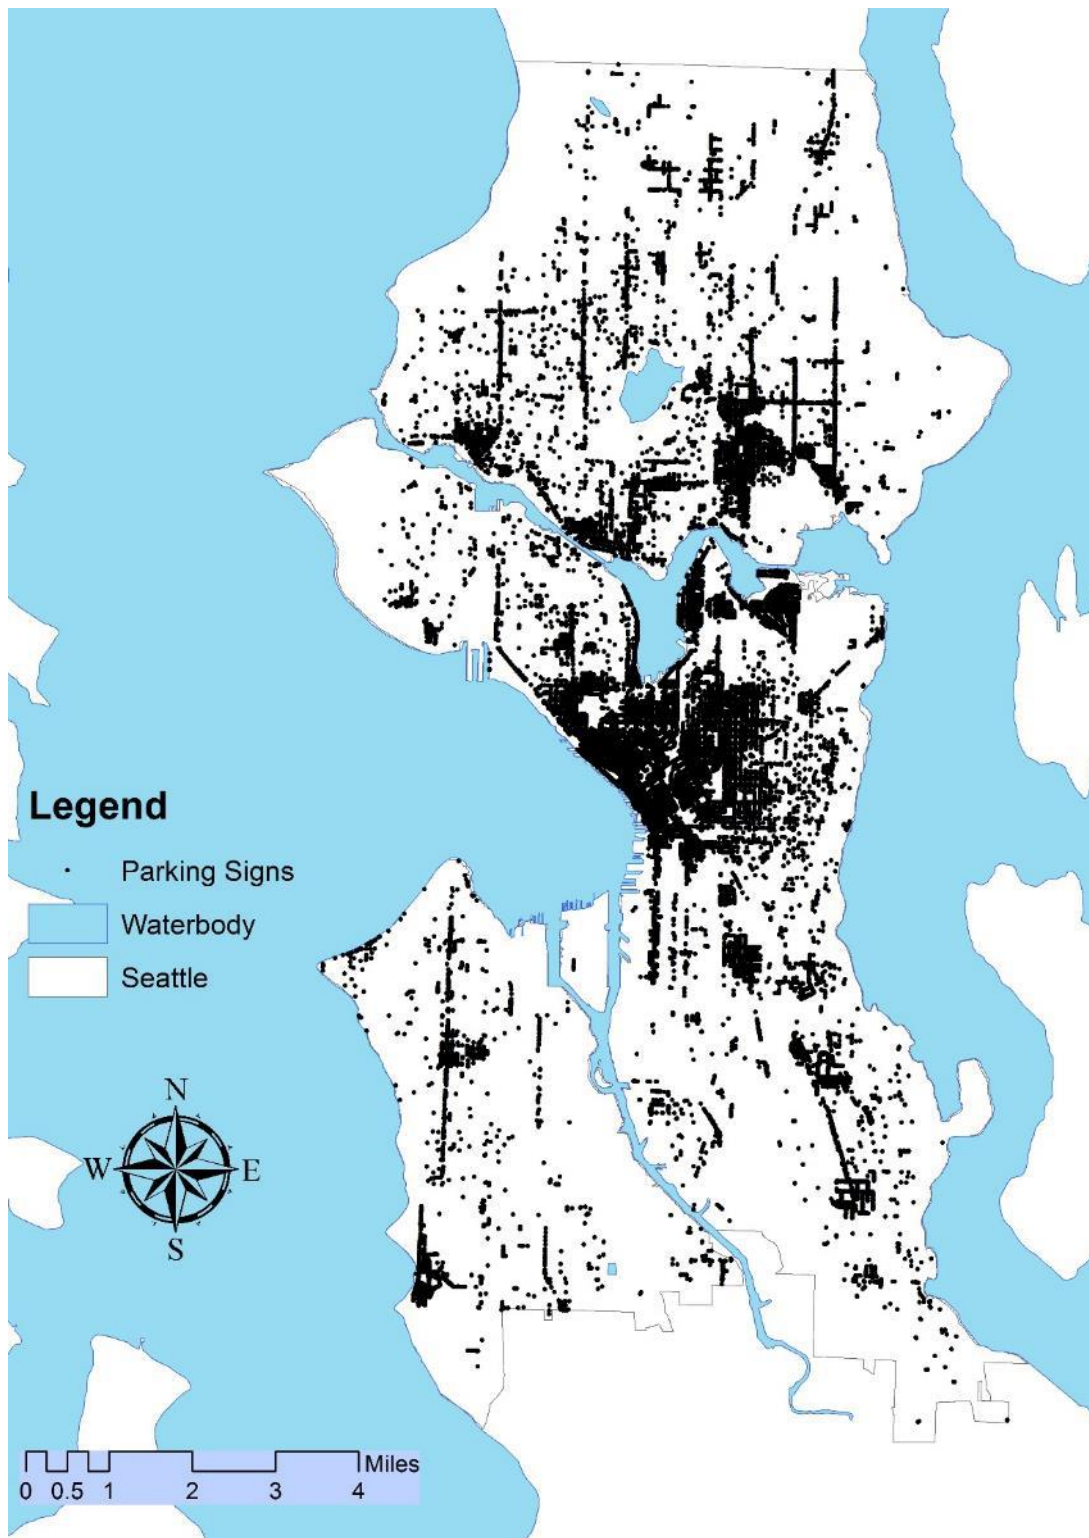 Legend
Parking Signs
Waterbody
Seattle
N
W E
S
Miles
0 0.5 1 2 3 4